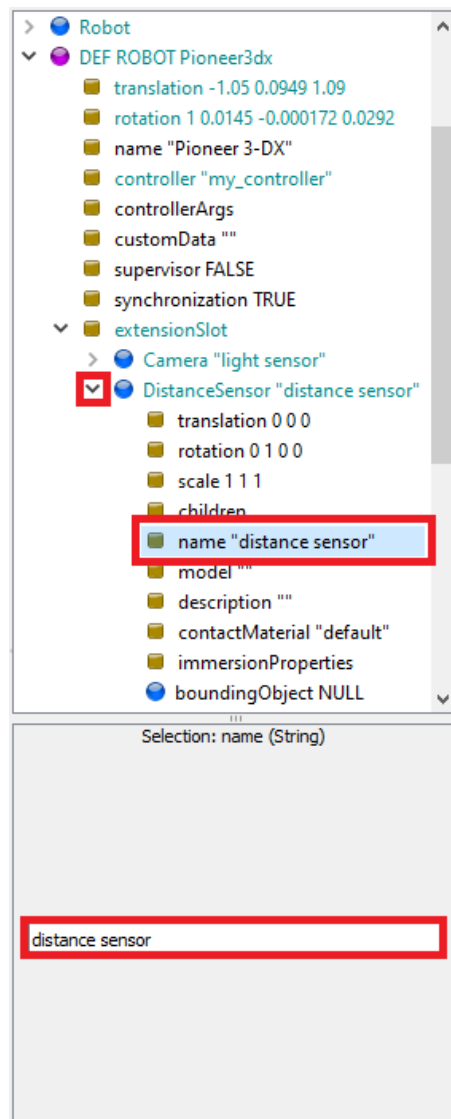 Robot
DEF ROBOT Pioneer3dx
translation -1.05 0.0949 1.09
rotation 1 0.0145 -0.000172 0.0292
name "Pioneer 3-DX"
controller "my_controller"
controllerArgs
customData ""
supervisor FALSE
synchronization TRUE
extensionSlot
Camera "light sensor"
DistanceSensor "distance sensor"
translation 0 0 0
rotation 0 1 0 0
scale 1 1 1
children
name "distance sensor"
model ""
description ""
contactMaterial "default"
immersionProperties
boundingObject NULL
Selection: name (String)
distance sensor